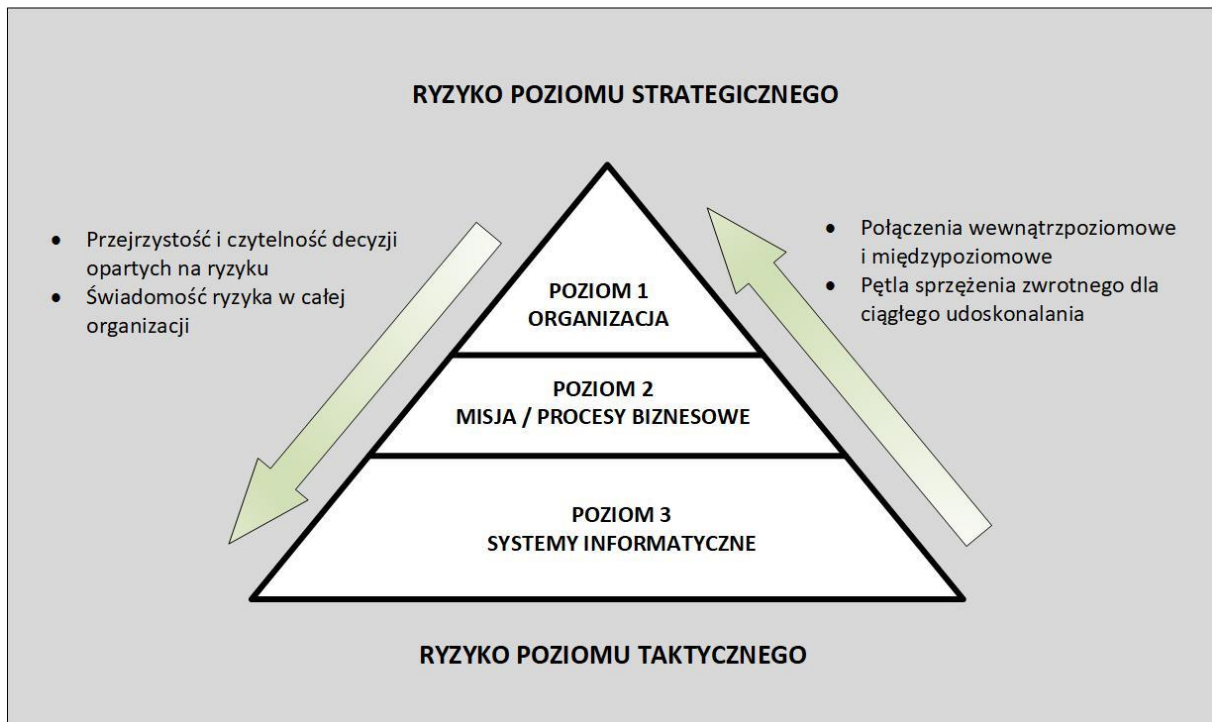 RYZYKO POZIOMU STRATEGICZNEGO
● Przejrzystość i czytelność decyzji
opartych na ryzyku
● Świadomość ryzyka w całej
organizacji
● Połączenia wewnątrzpoziomowe
i międzypoziomowe
● Pętla sprzężenia zwrotnego dla
ciągłego udoskonalania
POZIOM 1
ORGANIZACJA
POZIOM 2
MISJA / PROCESY BIZNESOWE
POZIOM 3
SYSTEMY INFORMATYCZNE
RYZYKO POZIOMU TAKTYCZNEGO